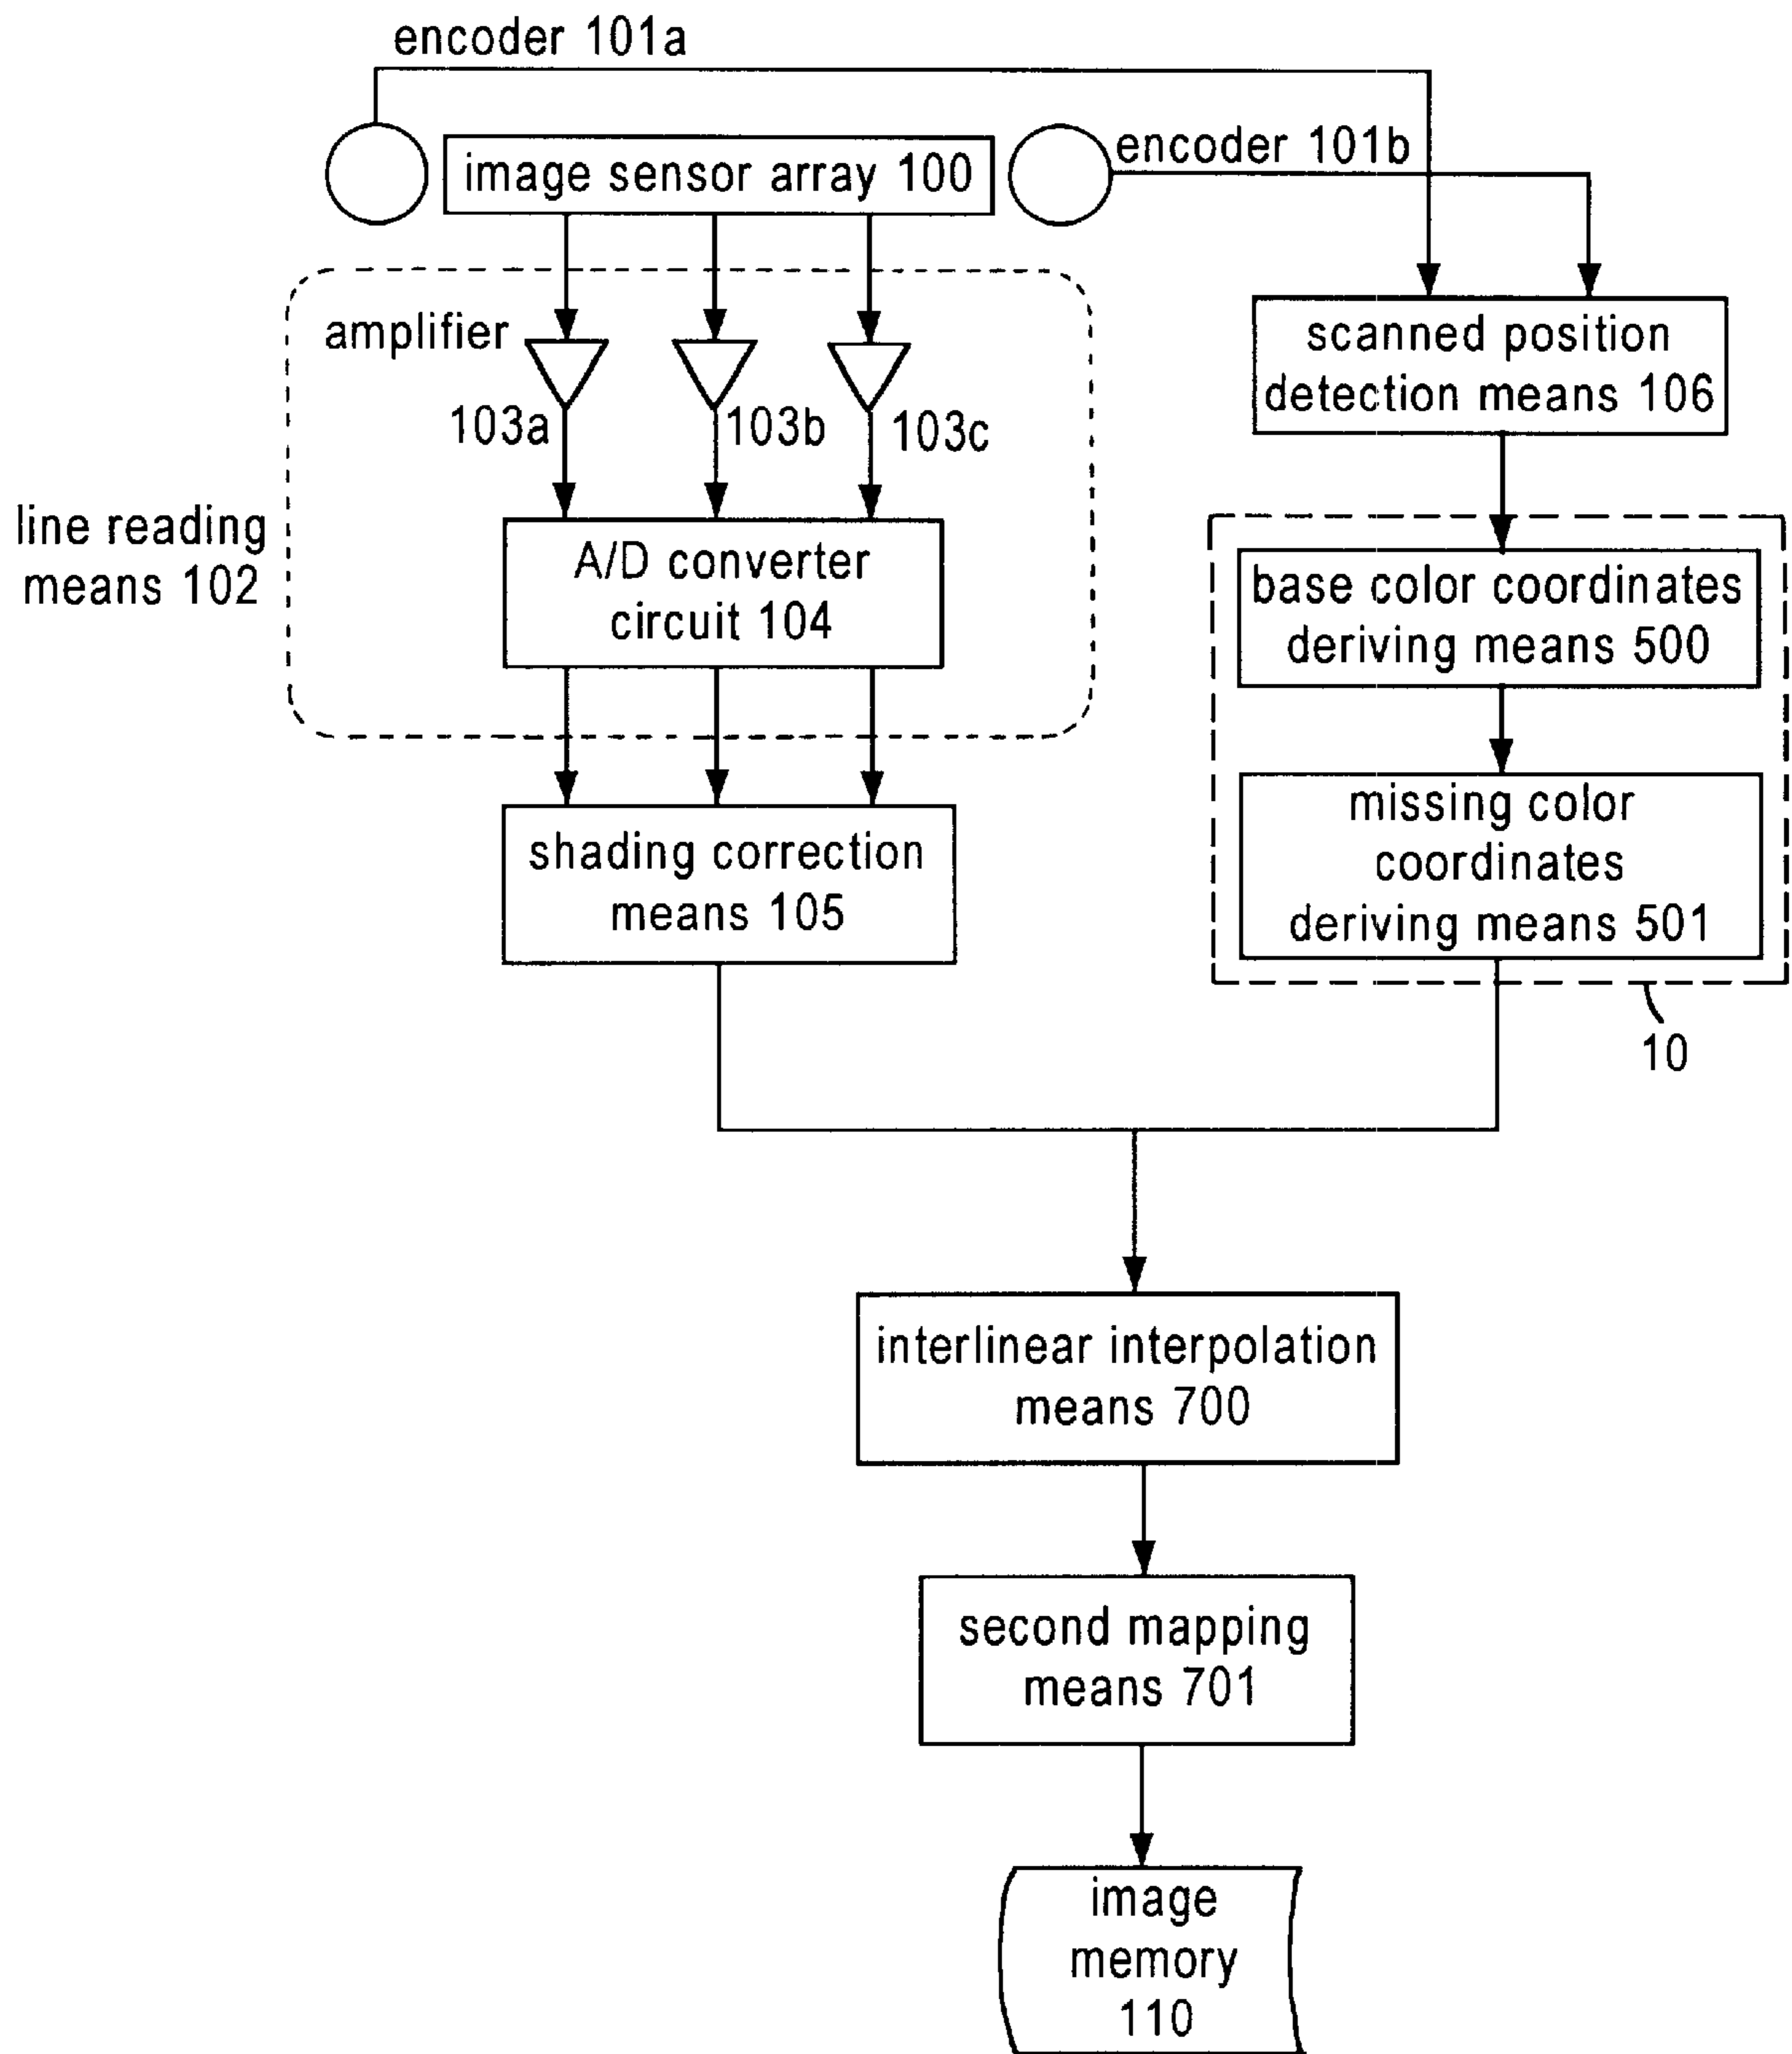 encoder 101a
image sensor array 100
encoder 101b
amplifier
103a
103b
103c
scanned position
detection means 106
line reading
means 102
A/D converter
circuit 104
base color coordinates
deriving means 500
missing color
coordinates
deriving means 501
shading correction
means 105
10
interlinear interpolation
means 700
second mapping
means 701
image
memory
110